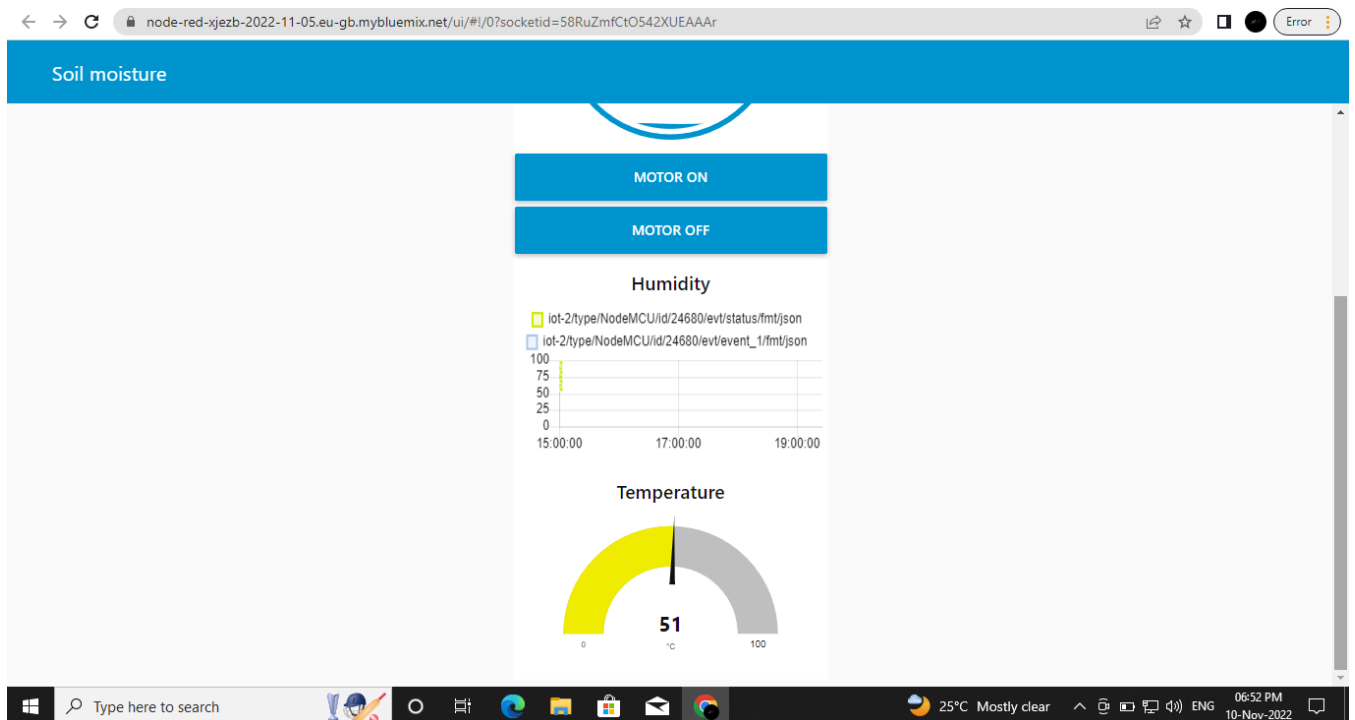 node-red-xjezb-2022-11-05.eu-gb.mybluemix.net/ui/#!/0?socketid=58RuZmfCtO542XUEAAAr
Error
Soil moisture
MOTOR ON
MOTOR OFF
Humidity
iot-2/type/NodeMCU/id/24680/evt/status/fmt/json
iot-2/type/NodeMCU/id/24680/evt/event_1/fmt/json
100
75
50
25
0
15:00:00 17:00:00 19:00:00
Temperature
51
0 °C 100
Type here to search
25°C Mostly clear
ENG
06:52 PM
10-Nov-2022